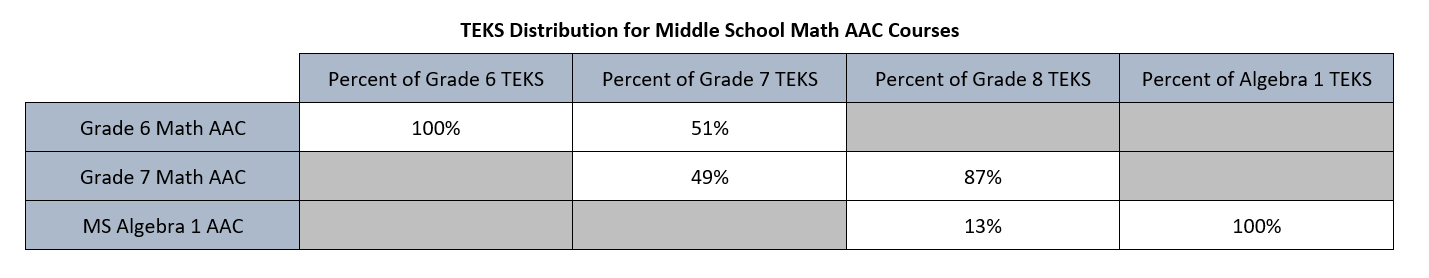 TEKS Distribution for Middle School Math AAC Courses
Percent of Grade 6 TEKS Percent of Grade 7 TEKS Percent of Grade 8 TEKS Percent of Algebra 1 TEKS
Grade 6 Math AAC 100% 51%
Grade 7 Math AAC 49% 87%
MS Algebra 1 AAC 13% 100%